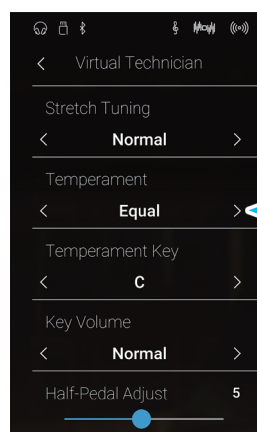 Virtual Technician
Stretch Tuning
Normal
Temperament
Equal
Temperament Key
C
Key Volume
Normal
Half-Pedal Adjust 5